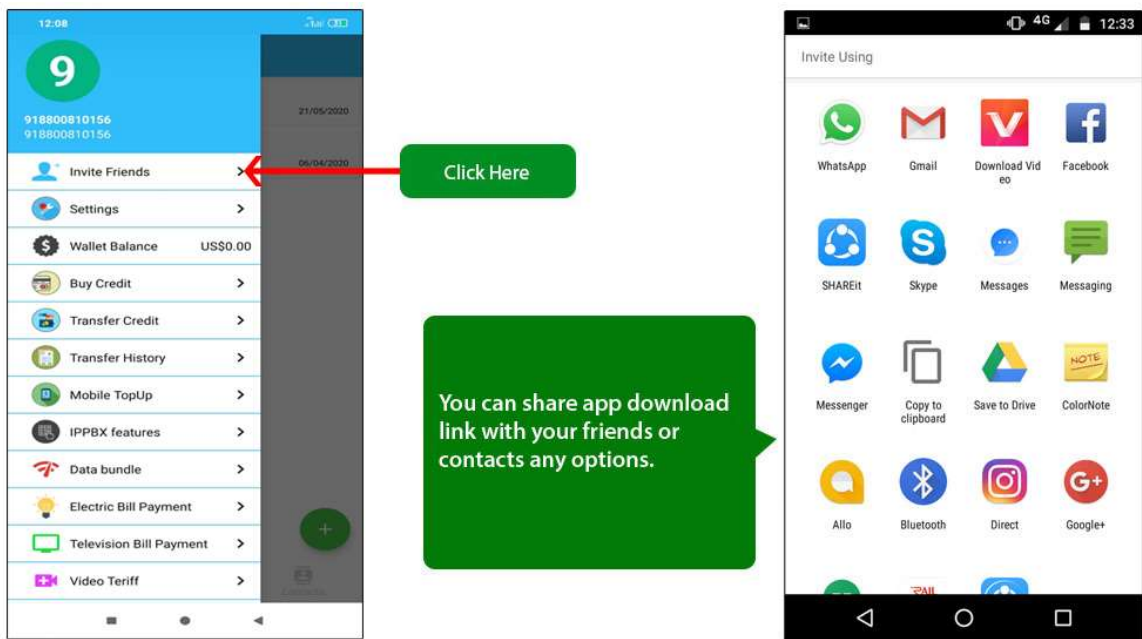 12:08
9
918800810156
918800810156
21/05/2020
06/04/2020
Invite Friends
Settings
Wallet Balance US$0.00
Buy Credit
Transfer Credit
Transfer History
Mobile TopUp
IPPBX features
Data bundle
Electric Bill Payment
Television Bill Payment
Video Teriff
Click Here
You can share app download
link with your friends or
contacts any options.
4G 12:33
Invite Using
WhatsApp
Gmail
Download Vid
eo
Facebook
SHAREit
Skype
Messages
Messaging
NOTE
Messenger
Copy to
clipboard
Save to Drive
ColorNote
G+
Allo
Bluetooth
Direct
Google+